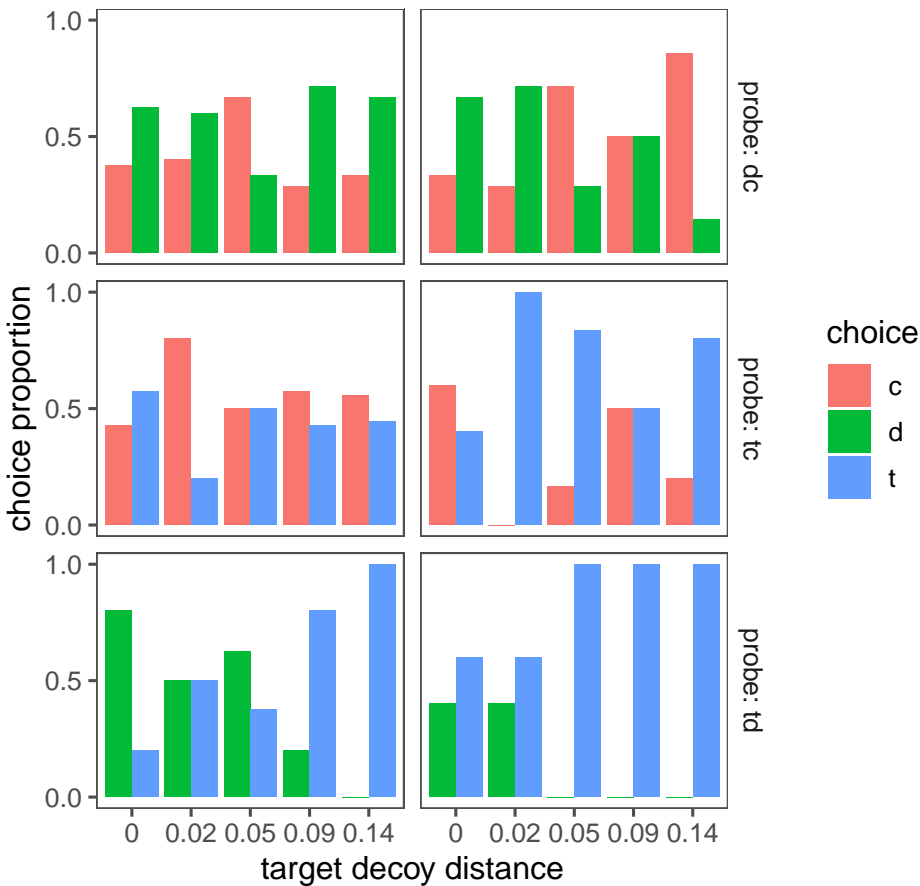 1.0
0.5
0.0
probe: dc
1.0
0.5
0.0
probe: tc
1.0
0.5
0.0
probe: td
choice proportion
0 0.02 0.05 0.09 0.14
0 0.02 0.05 0.09 0.14
target decoy distance
choice
c
d
t